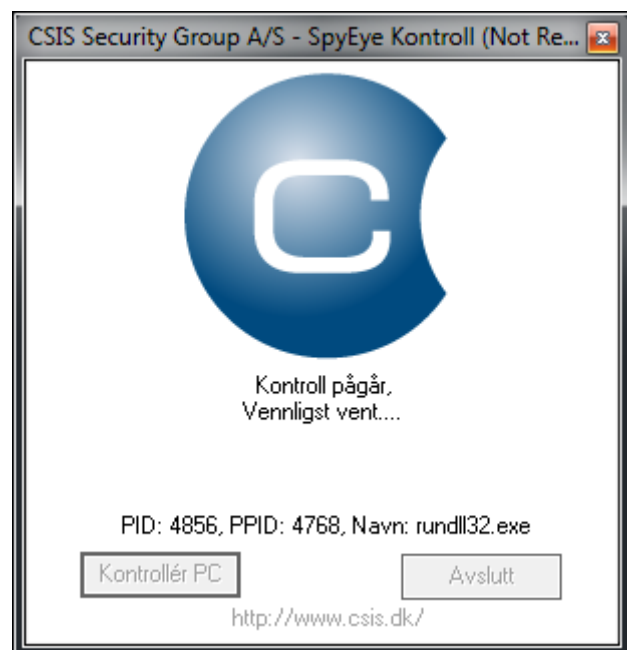 CSIS Security Group A/S - SpyEye Kontroll (Not Re...
C
Kontroll pågår,
Vennligst vent....
PID: 4856, PPID: 4768, Navn: rundll32.exe
Kontrollér PC
Avslutt
http://www.csis.dk/